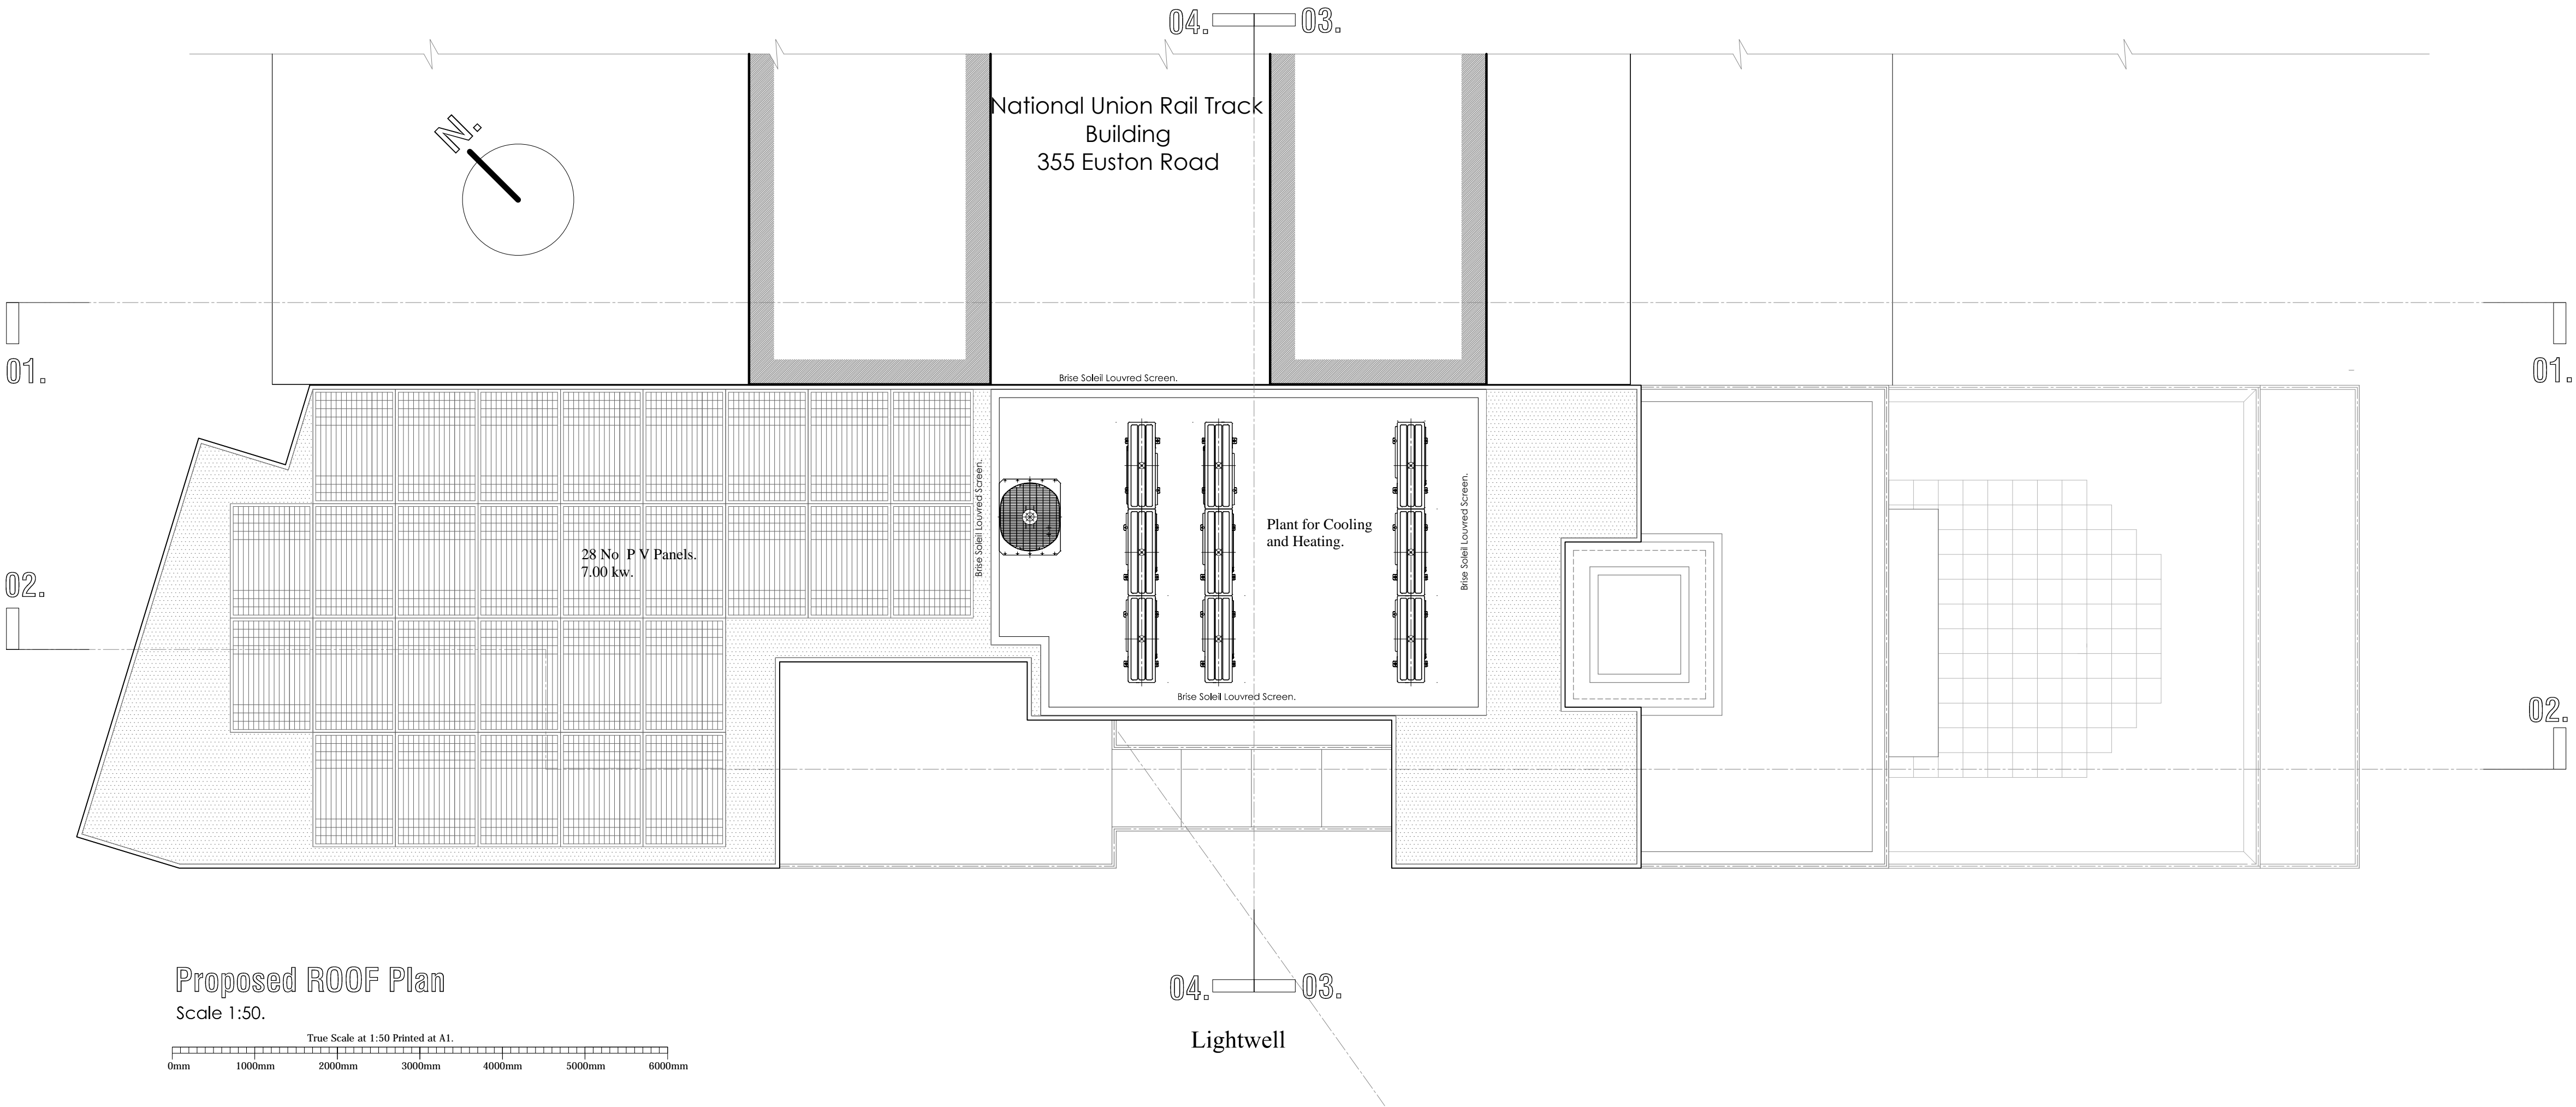 04.
03.
N.
National Union Rail Track
Building
355 Euston Road
01.
01.
Brise Soleil Louvred Screen.
Brise Soleil Louvred Screen.
Brise Soleil Louvred Screen.
Plant for Cooling
and Heating.
28 No  P V Panels.
7.00 kw.
02.
Brise Soleil Louvred Screen.
02.
Proposed ROOF Plan
Scale 1:50.
04.
03.
Lightwell
True Scale at 1:50 Printed at A1.
0mm 1000mm 2000mm 3000mm 4000mm 5000mm 6000mm